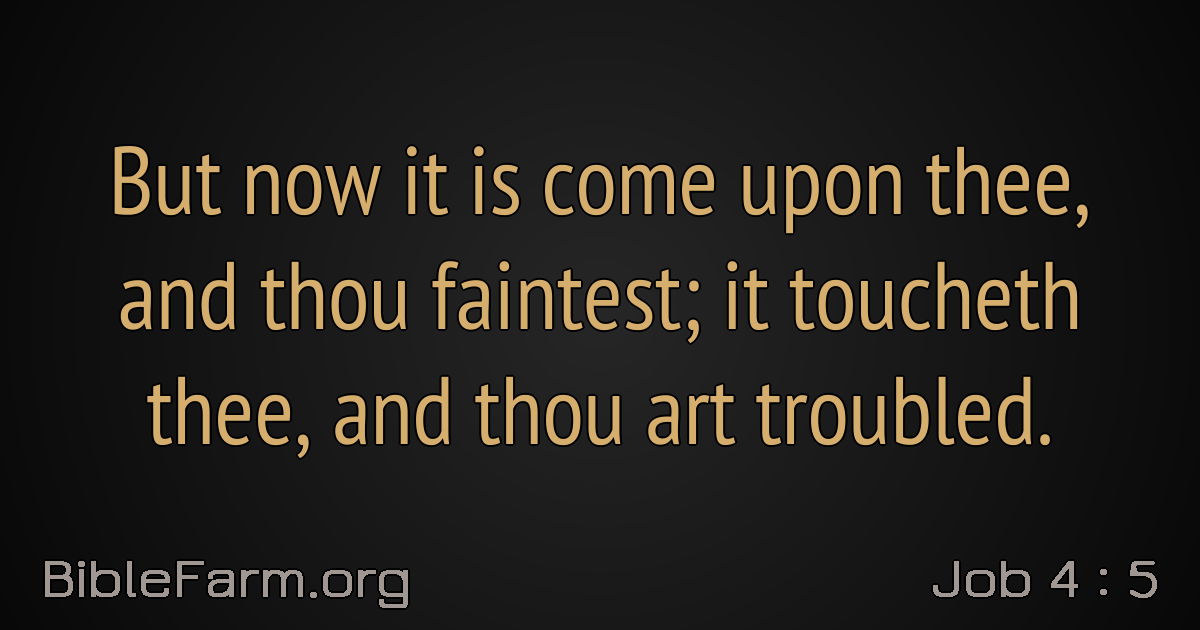 But now it is come upon thee,
and thou faintest; it toucheth
thee, and thou art troubled.
BibleFarm.org
Job 4 : 5